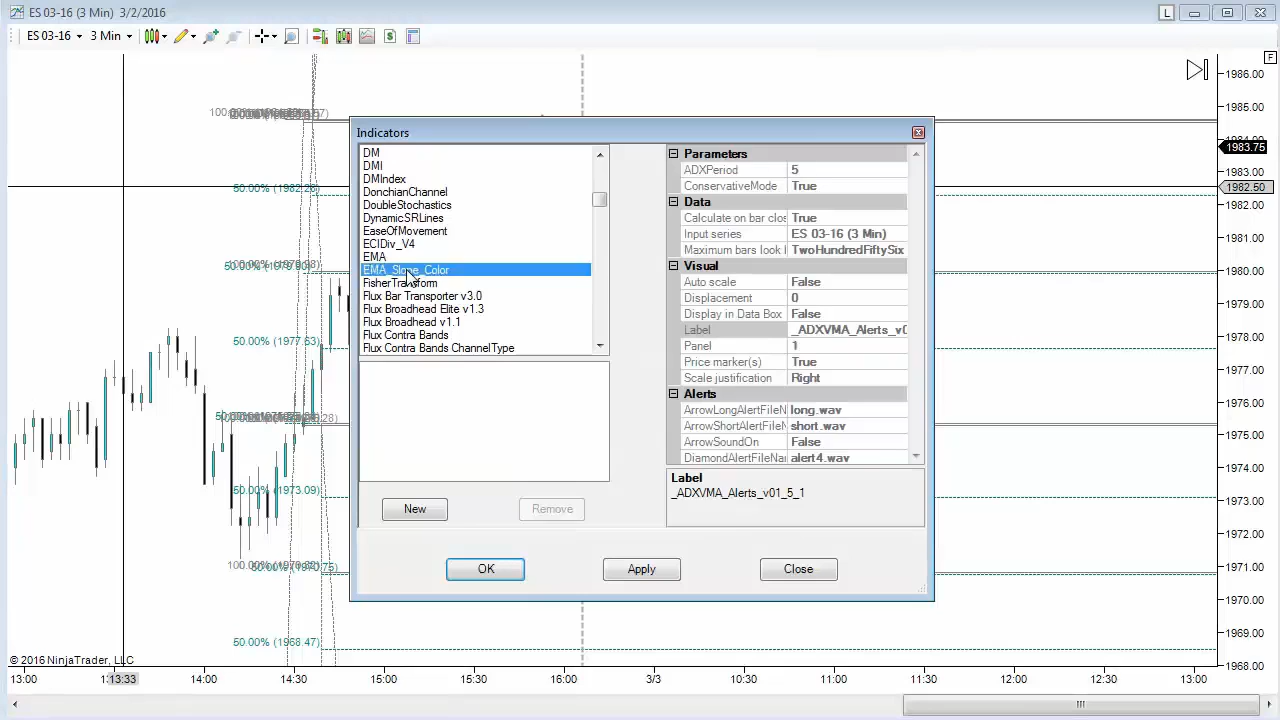 ES 03-16 (3 Min) 3/2/2016
L
ES 03-16
3 Min
F
1986.00
1985.00
1984.00
1983.75
1983.00
1982.50
1982.00
1981.00
1980.00
1979.00
1978.00
1977.00
1976.00
1975.00
1974.00
1973.00
1972.00
1971.00
1970.00
1969.00
1968.00
50.00% (1982.28)
50.00% (1977.53)
50.00% (1973.09)
50.00% (1968.47)
Indicators
DM
DMI
DMIndex
DonchianChannel
DoubleStochastics
DynamicSRLines
EaseOfMovement
ECIDiv_V4
EMA
EMA_Slope_Color
FisherTransform
Flux Bar Transporter v3.0
Flux Broadhead Elite v1.3
Flux Broadhead v1.1
Flux Contra Bands
Flux Contra Bands ChannelType
New
Remove
Parameters
ADXPeriod 5
ConservativeMode True
Data
Calculate on bar clos True
Input series ES 03-16 (3 Min)
Maximum bars look l TwoHundredFiftySix
Visual
Auto scale False
Displacement 0
Display in Data Box False
Label _ADXVMA_Alerts_v0
Panel 1
Price marker(s) True
Scale justification Right
Alerts
ArrowLongAlertFileN long.wav
ArrowShortAlertFileN short.wav
ArrowSoundOn False
DiamondAlertFileNar alert4.wav
Label
_ADXVMA_Alerts_v01_5_1
OK
Apply
Close
© 2016 NinjaTrader, LLC
13:00
13:13:33
14:00
14:30
15:00
15:30
16:00
3/3
10:30
11:00
11:30
12:00
12:30
13:00